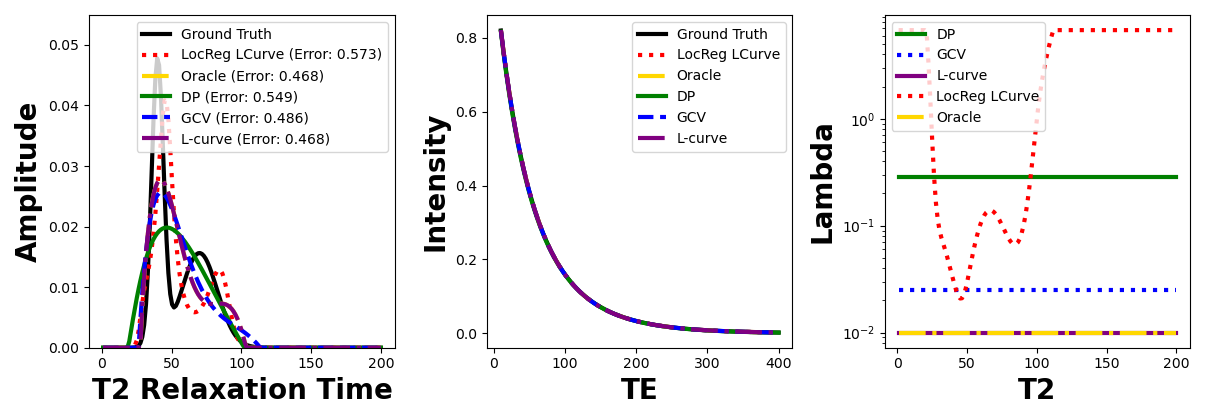 Amplitude
0.05
0.04
0.03
0.02
0.01
0.00
Ground Truth
LocReg LCurve (Error: 0.573)
Oracle (Error: 0.468)
DP (Error: 0.549)
GCV (Error: 0.486)
L-curve (Error: 0.468)
0 50 100 150 200
T2 Relaxation Time
Intensity
0.8
0.6
0.4
0.2
0.0
Ground Truth
LocReg LCurve
Oracle
DP
GCV
L-curve
0 100 200 300 400
TE
Lambda
10⁰
10⁻¹
10⁻²
DP
GCV
L-curve
LocReg LCurve
Oracle
0 50 100 150 200
T2